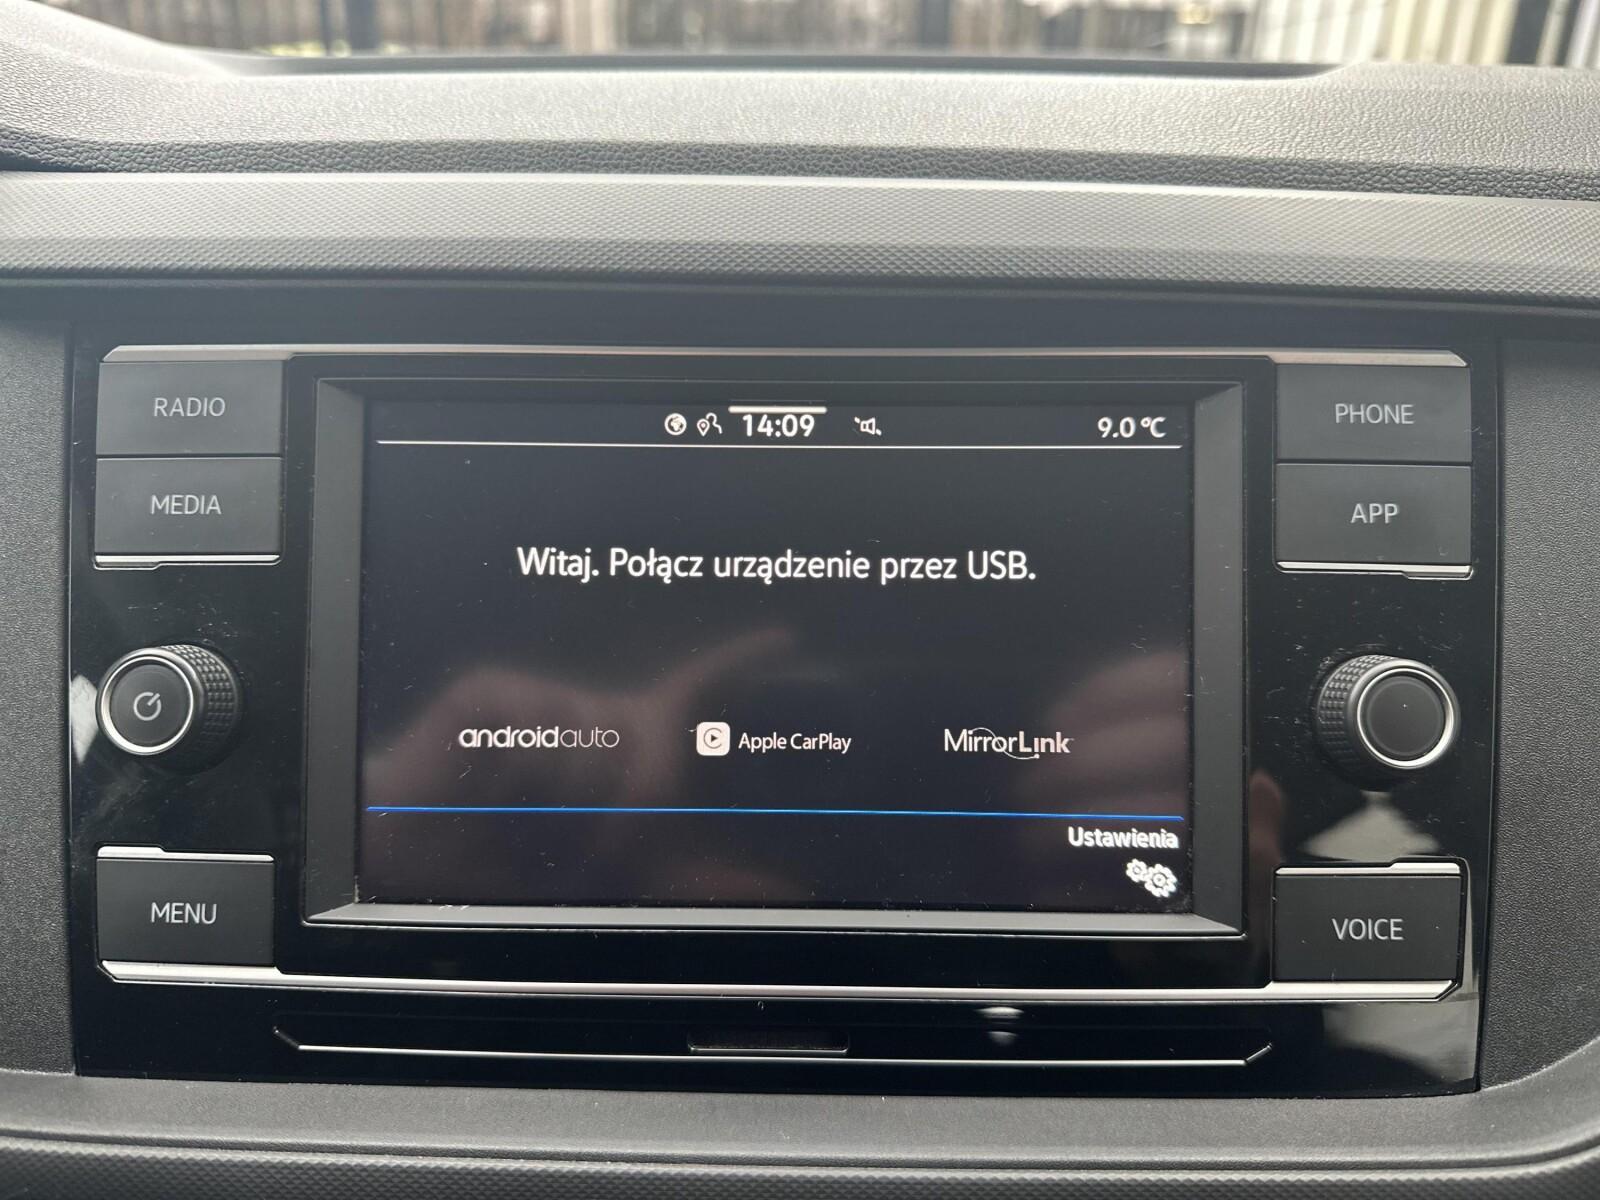 RADIO
MEDIA
MENU
14:09
9.0 °C
Witaj. Połącz urządzenie przez USB.
androidauto
Apple CarPlay
MirrorLink
Ustawienia
PHONE
APP
VOICE